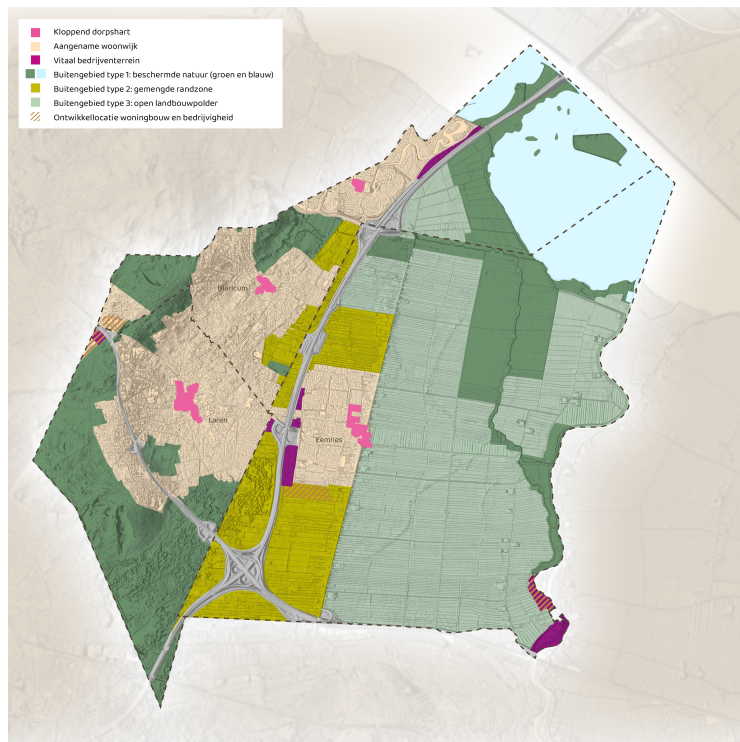 Kloppend dorpshart
Aangename woonwijk
Vitaal bedrijventerrein
Buitengebied type 1: beschermde natuur (groen en blauw)
Buitengebied type 2: gemengde randzone
Buitengebied type 3: open landbouwpolder
Ontwikkellocatie woningbouw en bedrijvigheid
Blaricum
Laren
Eemnes